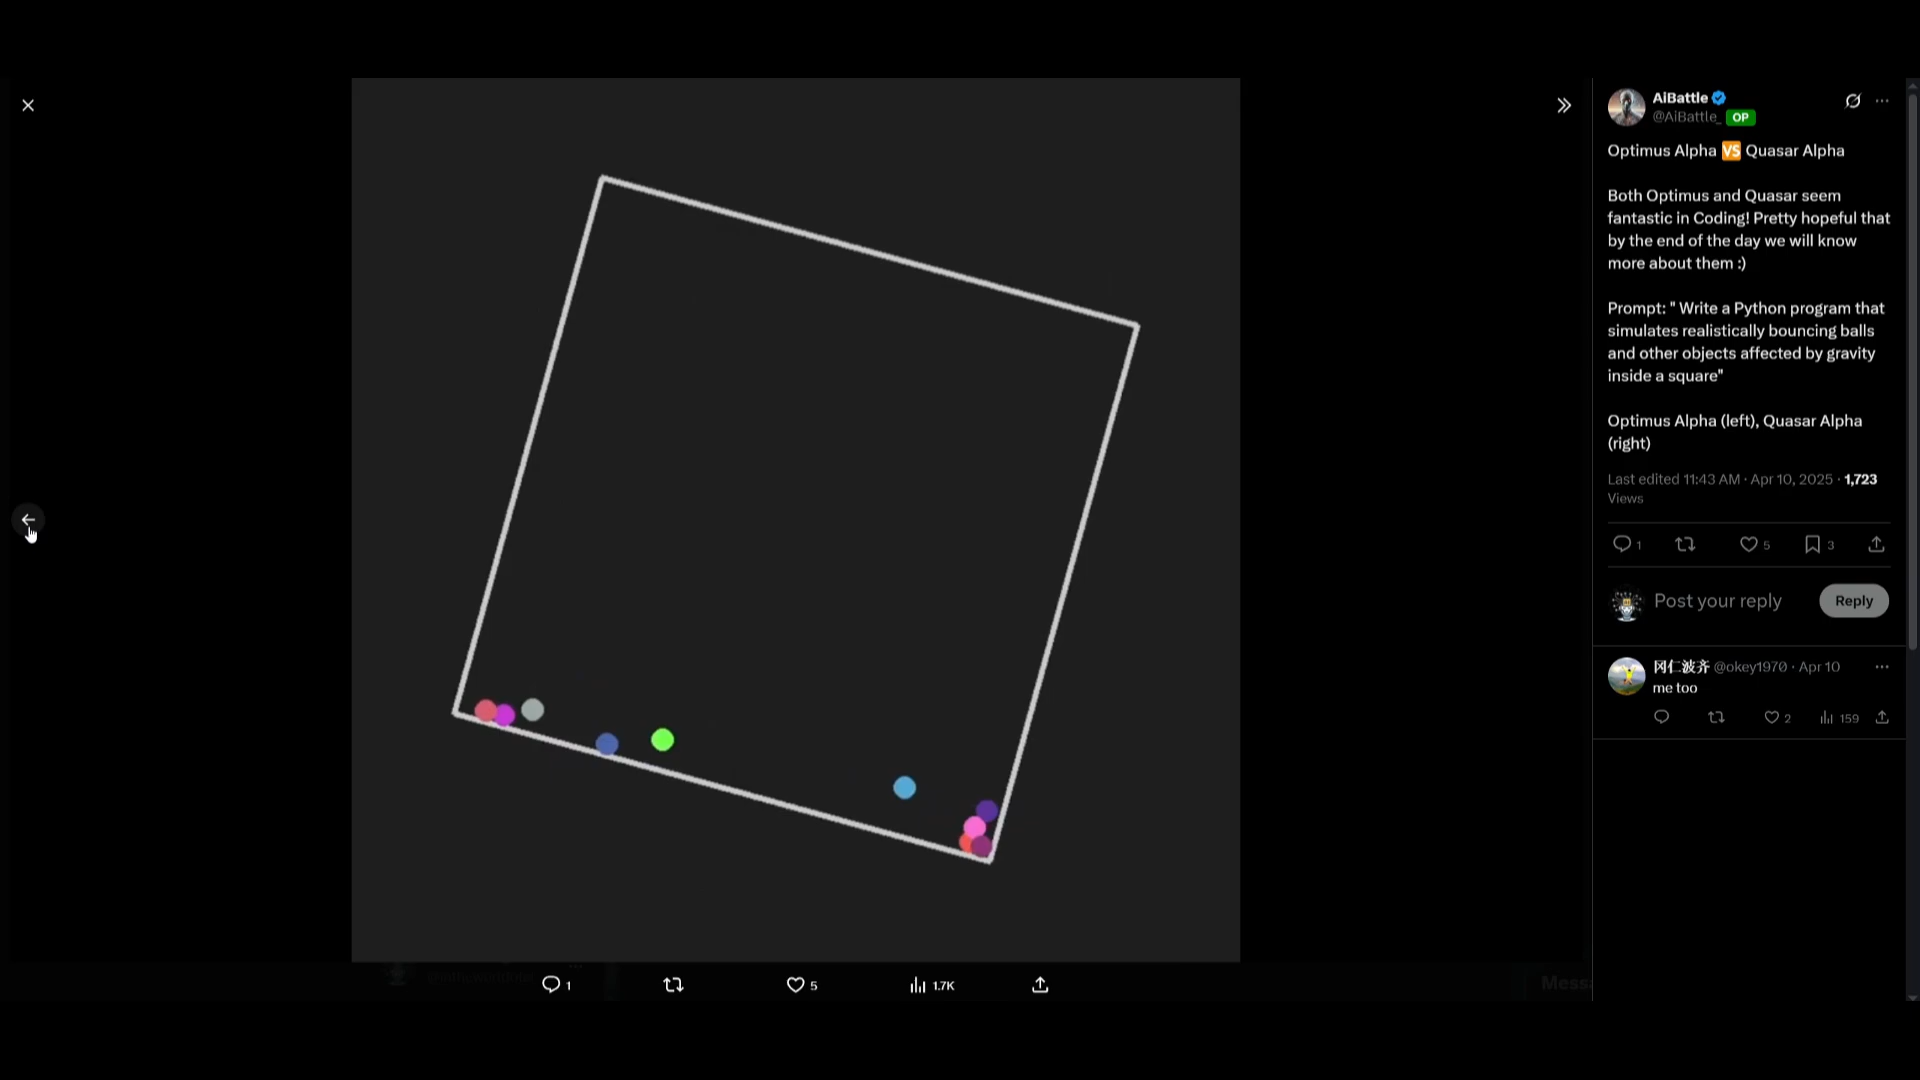 AiBattle
@AiBattle_ OP
Optimus Alpha VS Quasar Alpha
Both Optimus and Quasar seem
fantastic in Coding! Pretty hopeful that
by the end of the day we will know
more about them :)
Prompt: " Write a Python program that
simulates realistically bouncing balls
and other objects affected by gravity
inside a square"
Optimus Alpha (left), Quasar Alpha
(right)
Last edited 11:43 AM · Apr 10, 2025 · 1,723
Views
1 5 3
Post your reply Reply
冈仁波齐 @okey1970 · Apr 10
me too
2 159
1 5 1.7K